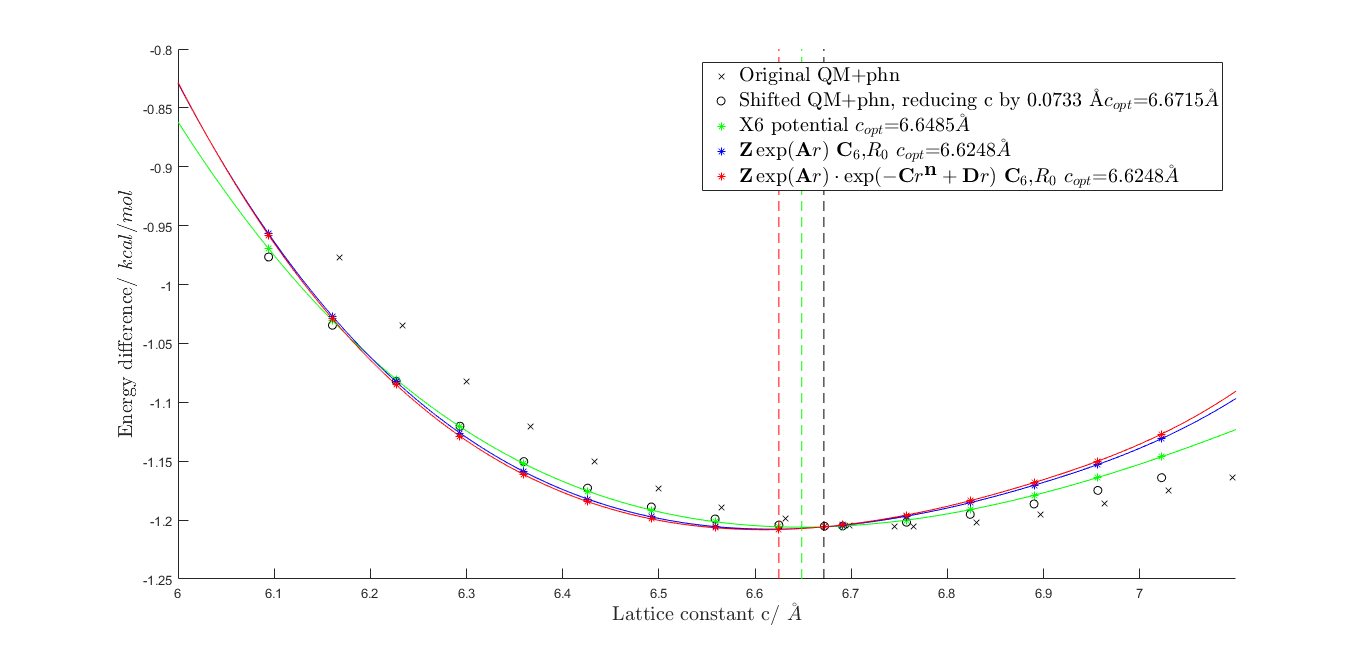 -0.8
-0.85
-0.9
-0.95
-1
-1.05
-1.1
-1.15
-1.2
-1.25
Energy difference/ kcal/mol
6 6.1 6.2 6.3 6.4 6.5 6.6 6.7 6.8 6.9 7
Lattice constant c/ Å
Original QM+phn
Shifted QM+phn, reducing c by 0.0733 Åc_opt=6.6715Å
X6 potential c_opt=6.6485Å
Z exp(Ar) C₆,R₀ c_opt=6.6248Å
Z exp(Ar) · exp(−Crⁿ + Dr) C₆,R₀ c_opt=6.6248Å